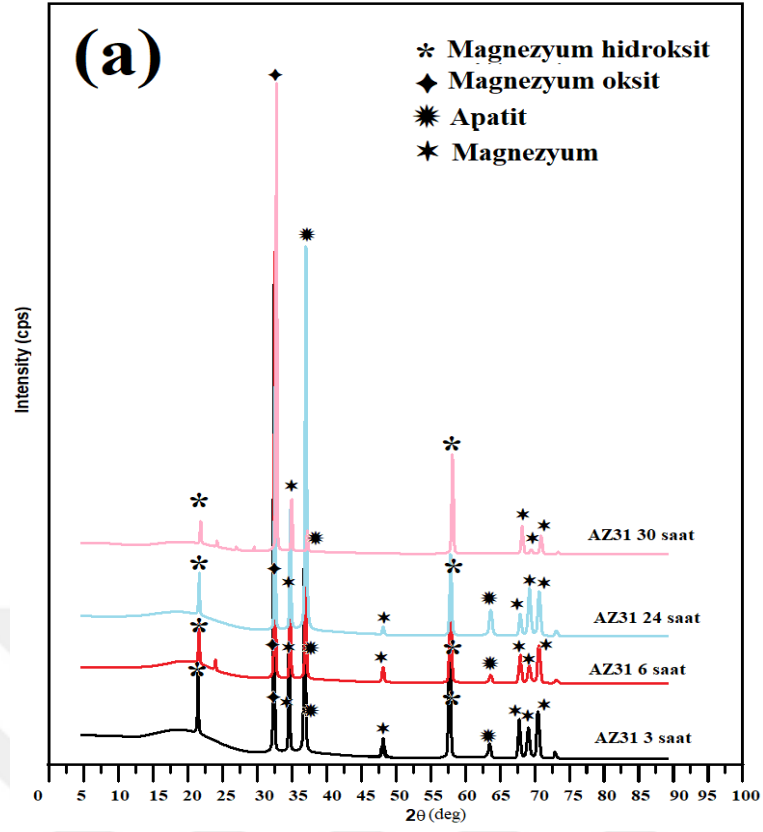 (a)
Magnezyum hidroksit
Magnezyum oksit
Apatit
Magnezyum
Intensity (cps)
AZ31 30 saat
AZ31 24 saat
AZ31 6 saat
AZ31 3 saat
0 5 10 15 20 25 30 35 40 45 50 55 60 65 70 75 80 85 90 95 100
2θ (deg)